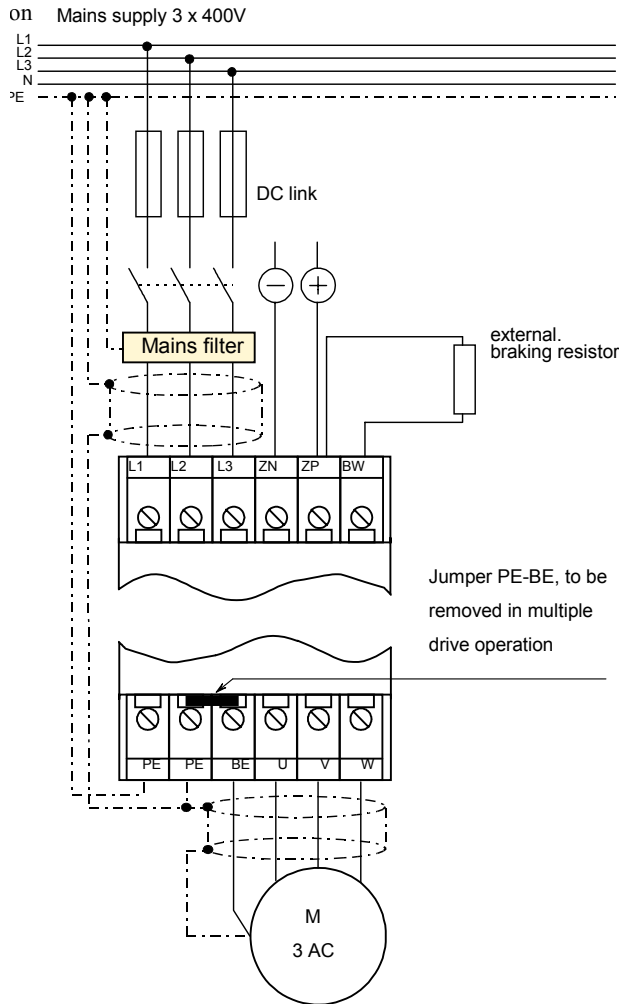 on Mains supply 3 x 400V
L1
L2
L3
N
PE
DC link
− +
Mains filter
external.
braking resistor
L1 L2 L3 ZN ZP BW
Jumper PE-BE, to be
removed in multiple
drive operation
PE PE BE U V W
M
3 AC